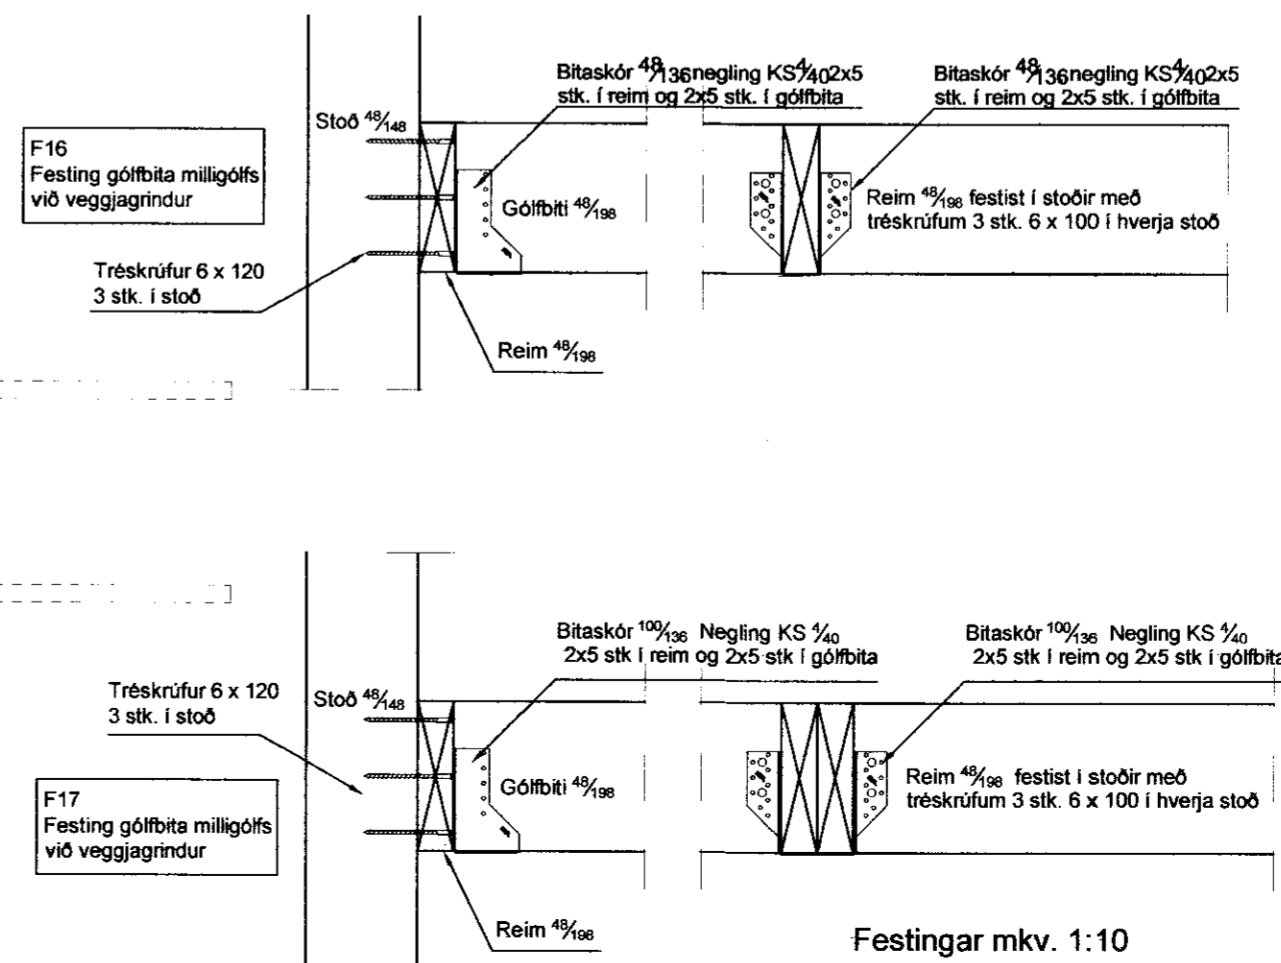 Bitaskór 48/136 negling KS 4/40 2x5
stk. í reim og 2x5 stk. í gólfbita
Bitaskór 48/136 negling KS 4/40 2x5
stk. í reim og 2x5 stk. í gólfbita
Stoð 48/148
F16
Festing gólfbita milligólfs
við veggjagrindur
Gólfbiti 48/198
Reim 48/198 festist í stoðir með
tréskrúfum 3 stk. 6 x 100 í hverja stoð
Tréskrúfur 6 x 120
3 stk. í stoð
Reim 48/198
Bitaskór 100/136 Negling KS 4/40
2x5 stk í reim og 2x5 stk í gólfbita
Bitaskór 100/136 Negling KS 4/40
2x5 stk í reim og 2x5 stk í gólfbita
Tréskrúfur 6 x 120
3 stk. í stoð
Stoð 48/148
F17
Festing gólfbita milligólfs
við veggjagrindur
Gólfbiti 48/198
Reim 48/198 festist í stoðir með
tréskrúfum 3 stk. 6 x 100 í hverja stoð
Reim 48/198
Festingar mkv. 1:10